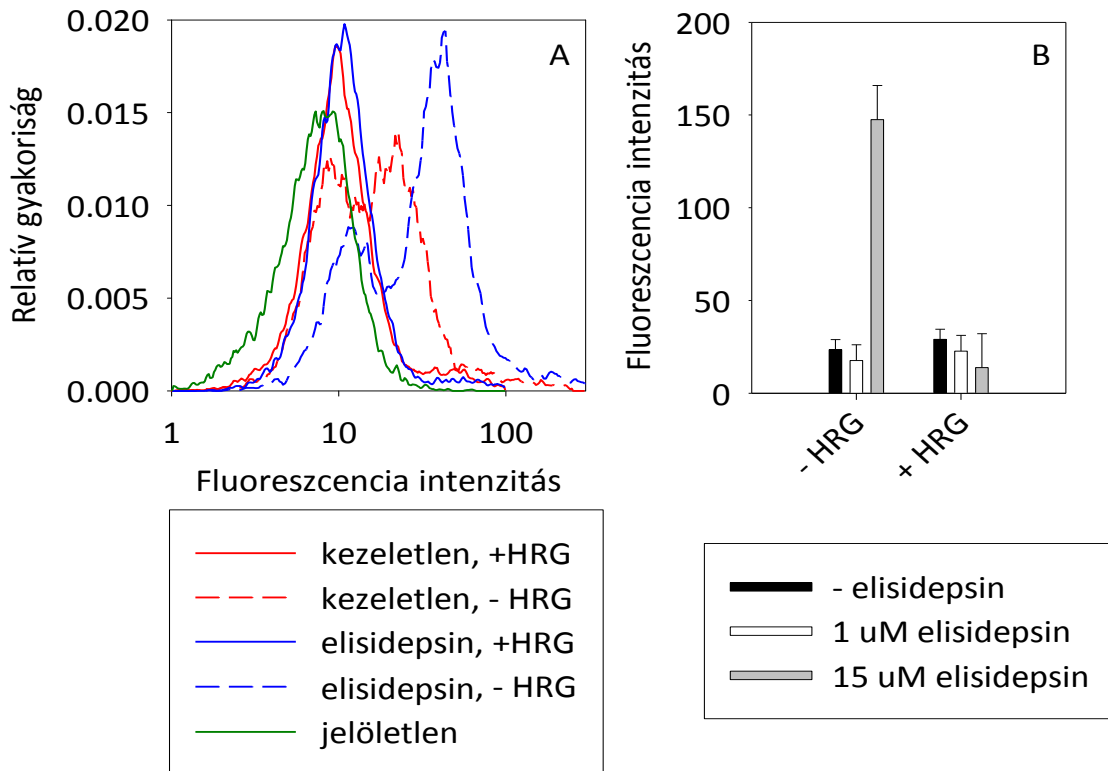 Relatív gyakoriság
0.020
0.015
0.010
0.005
0.000
A
1
10
100
Fluoreszcencia intenzitás
kezeletlen, +HRG
kezeletlen, - HRG
elisidepsin, +HRG
elisidepsin, - HRG
jelöletlen
Fluoreszcencia intenzitás
200
150
100
50
0
B
- HRG
+ HRG
- elisidepsin
1 uM elisidepsin
15 uM elisidepsin